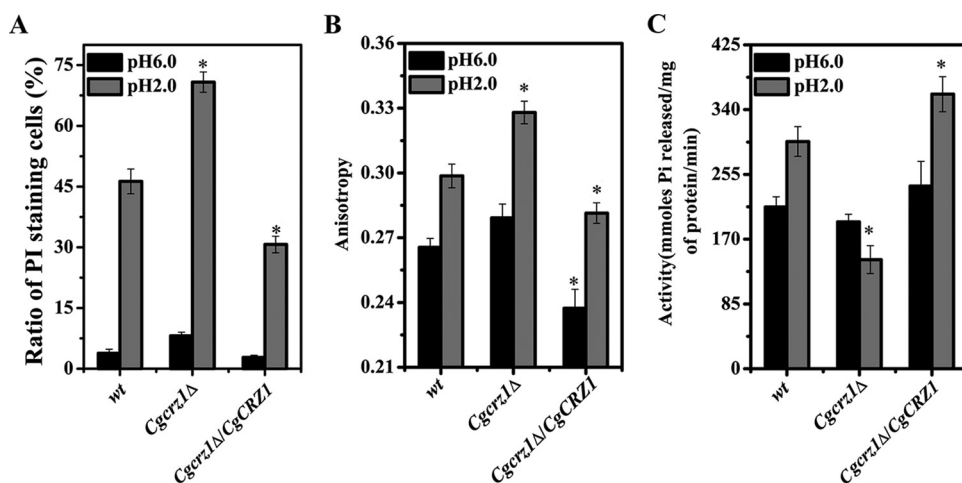 A
Ratio of PI staining cells (%)
75
60
45
30
15
0
pH6.0
pH2.0
*
*
wt
Cgcrz1Δ
Cgcrz1Δ/CgCRZ1
B
Anisotropy
0.36
0.33
0.30
0.27
0.24
0.21
pH6.0
pH2.0
*
*
*
wt
Cgcrz1Δ
Cgcrz1Δ/CgCRZ1
C
Activity(mmoles Pi released/mg
of protein/min)
425
340
255
170
85
0
pH6.0
pH2.0
*
*
wt
Cgcrz1Δ
Cgcrz1Δ/CgCRZ1